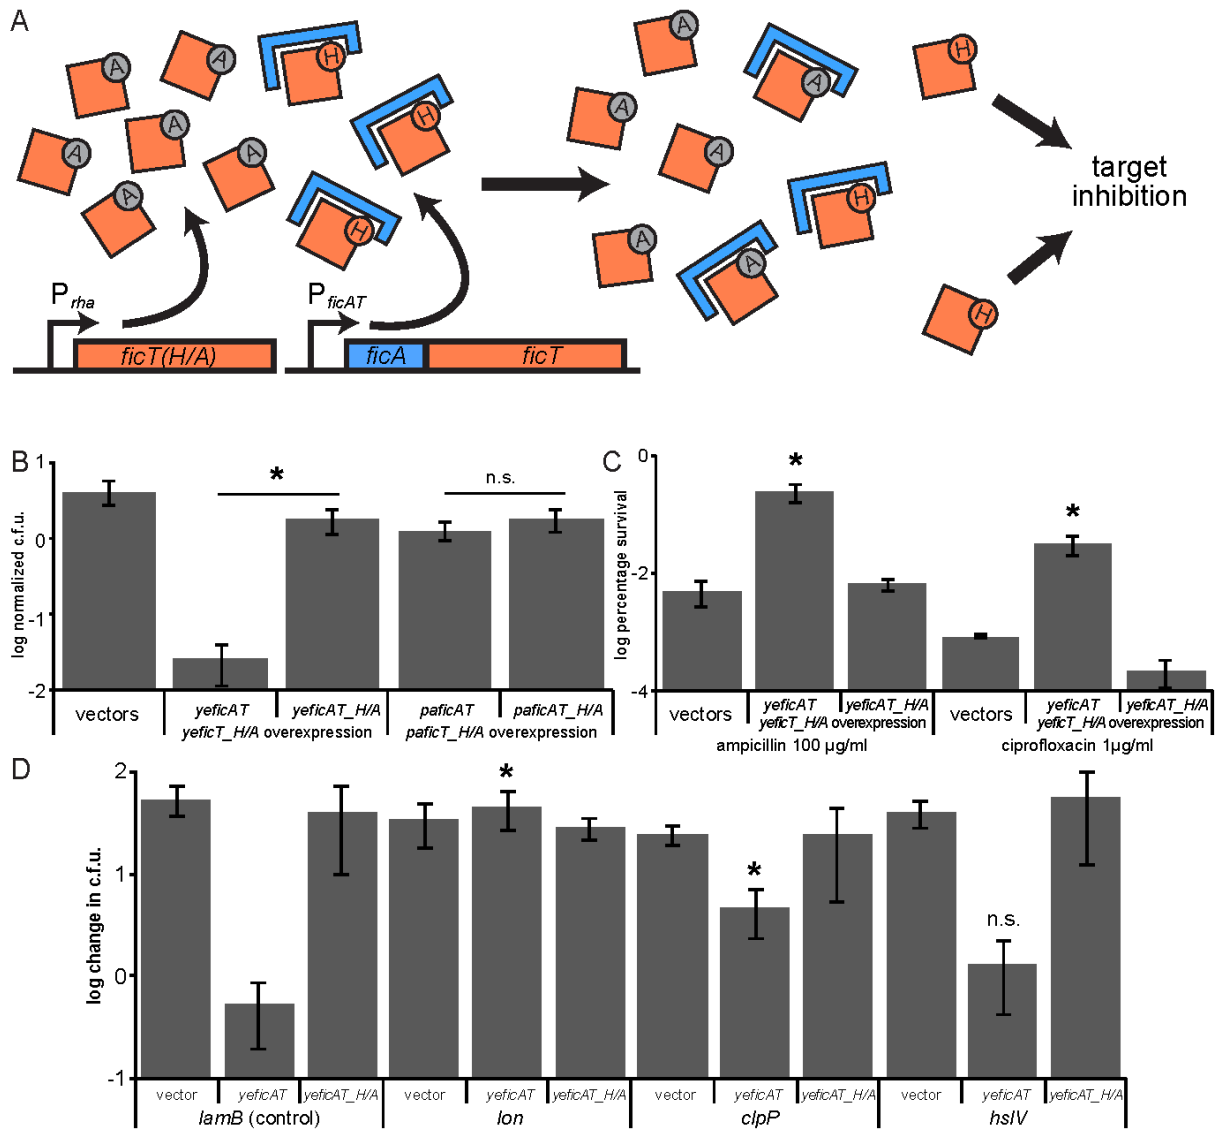 A
A
A
H
A
A
H
A
A
H
A
A
H
A
A
A
H
A
A
H
target
inhibition
P rha
P ficAT
ficT(H/A)
ficA
ficT
B
1
0
-1
-2
log normalized c.f.u.
*
n.s.
vectors
yeficAT
yeficAT_H/A
yeficT_H/A overexpression
paficAT
paficAT_H/A
paficT_H/A overexpression
C
0
-2
-4
log percentage survival
*
*
vectors
yeficAT
yeficAT_H/A
yeficT_H/A overexpression
vectors
yeficAT
yeficAT_H/A
yeficT_H/A overexpression
ampicillin 100 µg/ml
ciprofloxacin 1µg/ml
D
2
1
0
-1
log change in c.f.u.
*
*
n.s.
vector
yeficAT
yeficAT_H/A
vector
yeficAT
yeficAT_H/A
vector
yeficAT
yeficAT_H/A
vector
yeficAT
yeficAT_H/A
lamB (control)
lon
clpP
hslV